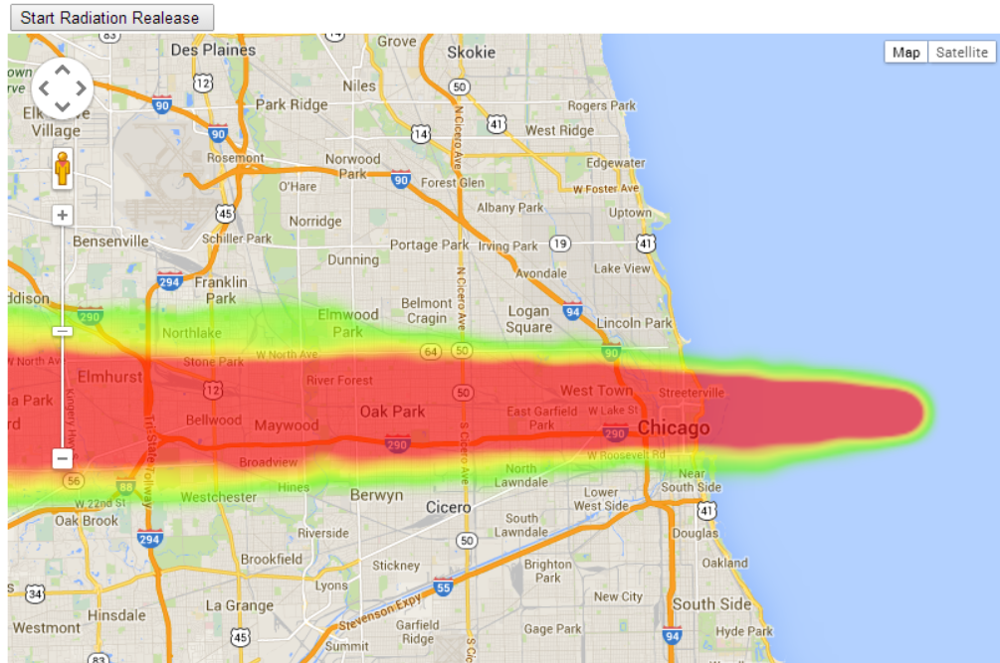 Start Radiation Realease
Map
Satellite
83
14
Grove
Skokie
Des Plaines
12
Niles
50
N Cicero Ave
Elk Grove
Village
90
Park Ridge
Rogers Park
41
14
West Ridge
90
Rosemont
Norwood
Park
Edgewater
O'Hare
90
Forest Glen
W Foster Ave
45
Norridge
Albany Park
Uptown
Bensenville
Schiller Park
Portage Park
Irving Park
19
41
Dunning
294
Franklin
Park
N Cicero Ave
Avondale
Lake View
ddison
290
Elmwood
Park
Belmont
Cragin
Logan
Square
94
Lincoln Park
Northlake
W North Ave
Stone Park
W North Ave
64
50
90
Elmhurst
12
River Forest
50
West Town
Streeterville
la Park
rd
Kingery Hwy
Bellwood
Maywood
Oak Park
East Garfield
Park
W Lake St
290
290
Chicago
Tri State Tollway
S Cicero Ave
Broadview
W Roosevelt Rd
56
88
Westchester
Hines
Berwyn
North
Lawndale
Near
South Side
W 22nd St
Oak Brook
Cicero
Lower
West Side
41
294
Riverside
50
South
Lawndale
Douglas
Brookfield
Stickney
Brighton
Park
Oakland
s
34
Lyons
55
New City
Hinsdale
La Grange
Stevenson Expy
South Side
Westmont
45
Garfield
Ridge
Gage Park
94
Hyde Park
83
Summit
S Cic